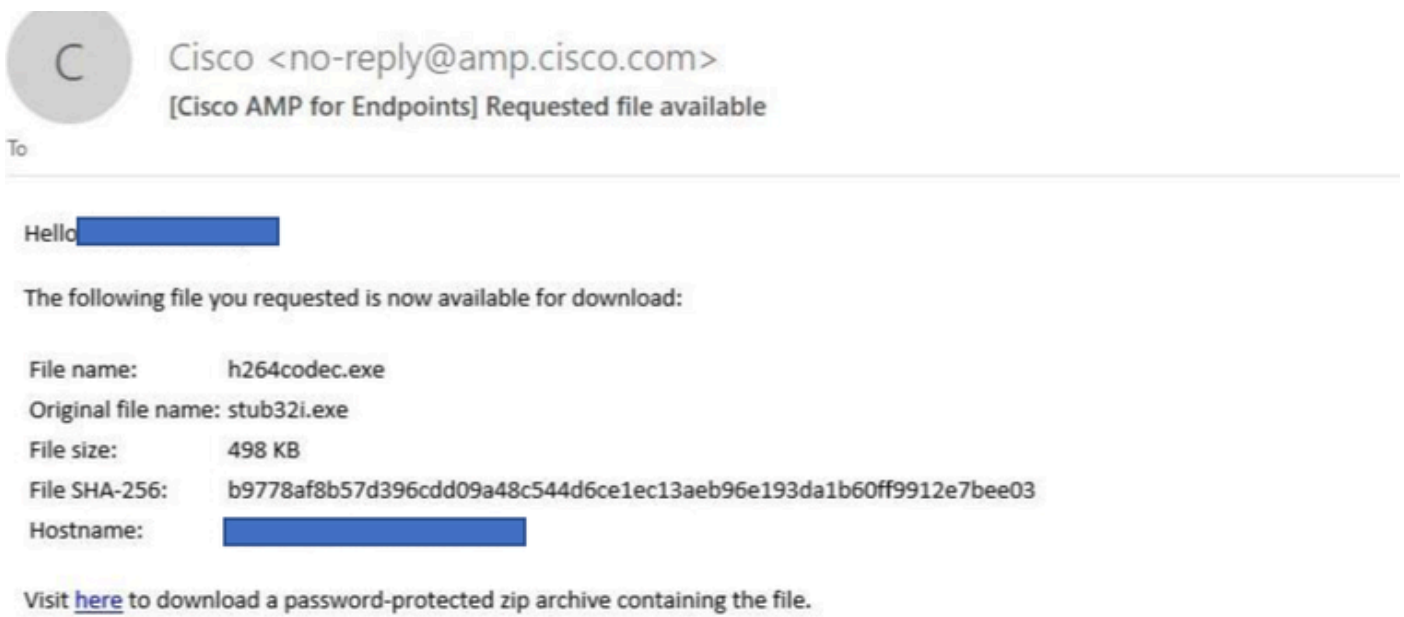 C
Cisco <no-reply@amp.cisco.com>
[Cisco AMP for Endpoints] Requested file available
To
Hello
The following file you requested is now available for download:
File name: h264codec.exe
Original file name: stub32i.exe
File size: 498 KB
File SHA-256: b9778af8b57d396cdd09a48c544d6ce1ec13aeb96e193da1b60ff9912e7bee03
Hostname:
Visit here to download a password-protected zip archive containing the file.